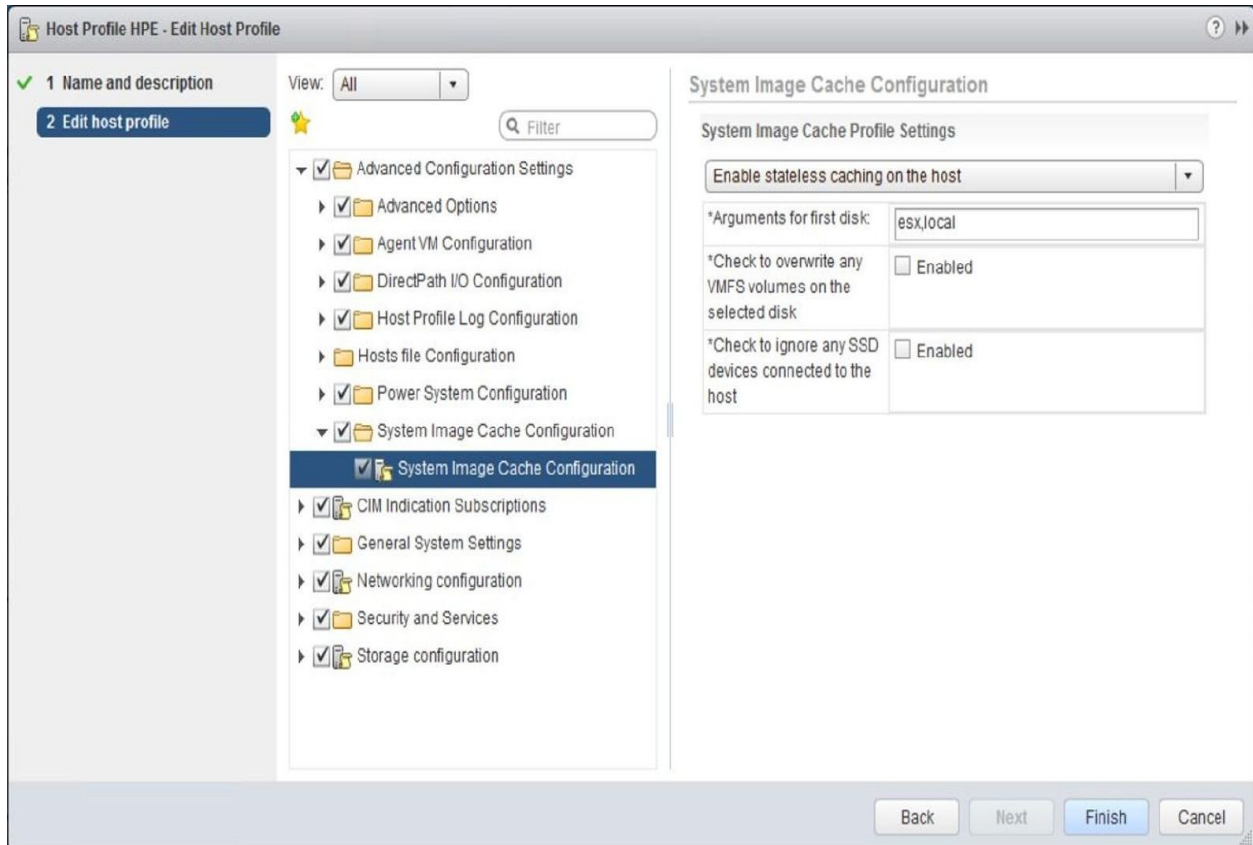 Host Profile HPE - Edit Host Profile
?
1 Name and description
2 Edit host profile
View: All
Filter
Advanced Configuration Settings
Advanced Options
Agent VM Configuration
DirectPath I/O Configuration
Host Profile Log Configuration
Hosts file Configuration
Power System Configuration
System Image Cache Configuration
System Image Cache Configuration
CIM Indication Subscriptions
General System Settings
Networking configuration
Security and Services
Storage configuration
System Image Cache Configuration
System Image Cache Profile Settings
Enable stateless caching on the host
*Arguments for first disk:
esx,local
*Check to overwrite any
VMFS volumes on the
selected disk
Enabled
*Check to ignore any SSD
devices connected to the
host
Enabled
Back
Next
Finish
Cancel